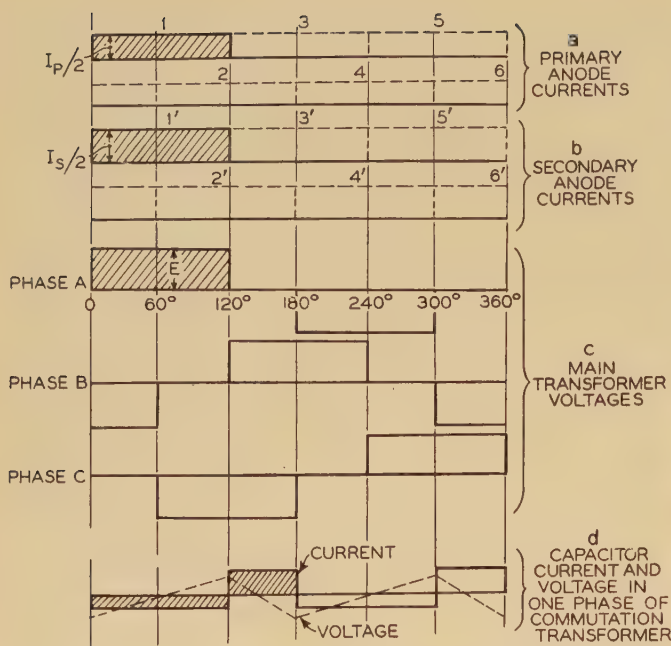 1 3 5
I_P/2
2 4 6
a
PRIMARY
ANODE
CURRENTS
1' 3' 5'
I_S/2
2' 4' 6'
b
SECONDARY
ANODE
CURRENTS
E
PHASE A
0 60° 120° 180° 240° 300° 360°
PHASE B
PHASE C
c
MAIN
TRANSFORMER
VOLTAGES
CURRENT
VOLTAGE
d
CAPACITOR
CURRENT AND
VOLTAGE IN
ONE PHASE OF
COMMUTATION
TRANSFORMER